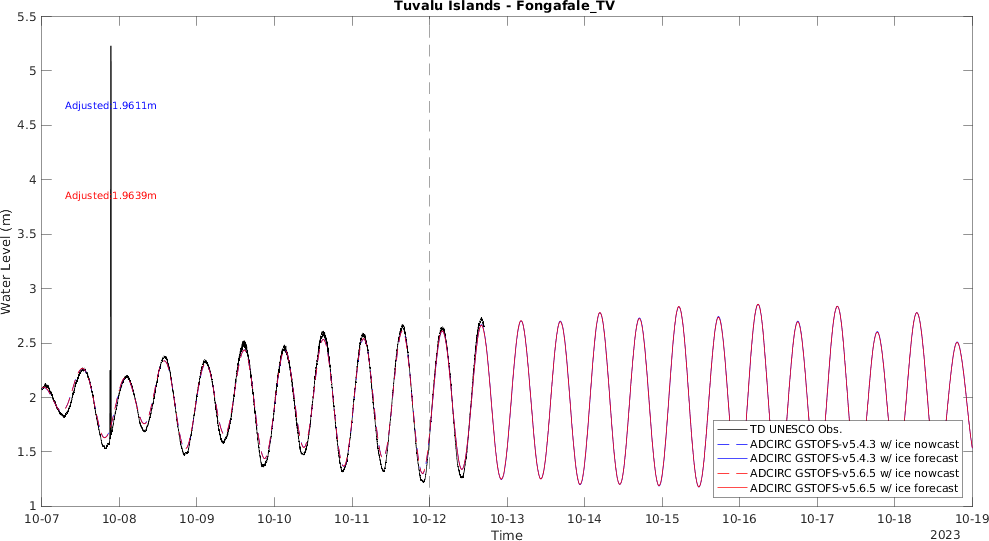 Tuvalu Islands - Fongafale_TV
5.5
5
4.5
4
3.5
3
2.5
2
1.5
1
Water Level (m)
Adjusted 1.9611m
Adjusted 1.9639m
TD UNESCO Obs.
ADCIRC GSTOFS-v5.4.3 w/ ice nowcast
ADCIRC GSTOFS-v5.4.3 w/ ice forecast
ADCIRC GSTOFS-v5.6.5 w/ ice nowcast
ADCIRC GSTOFS-v5.6.5 w/ ice forecast
10-07 10-08 10-09 10-10 10-11 10-12 10-13 10-14 10-15 10-16 10-17 10-18 10-19
Time
2023